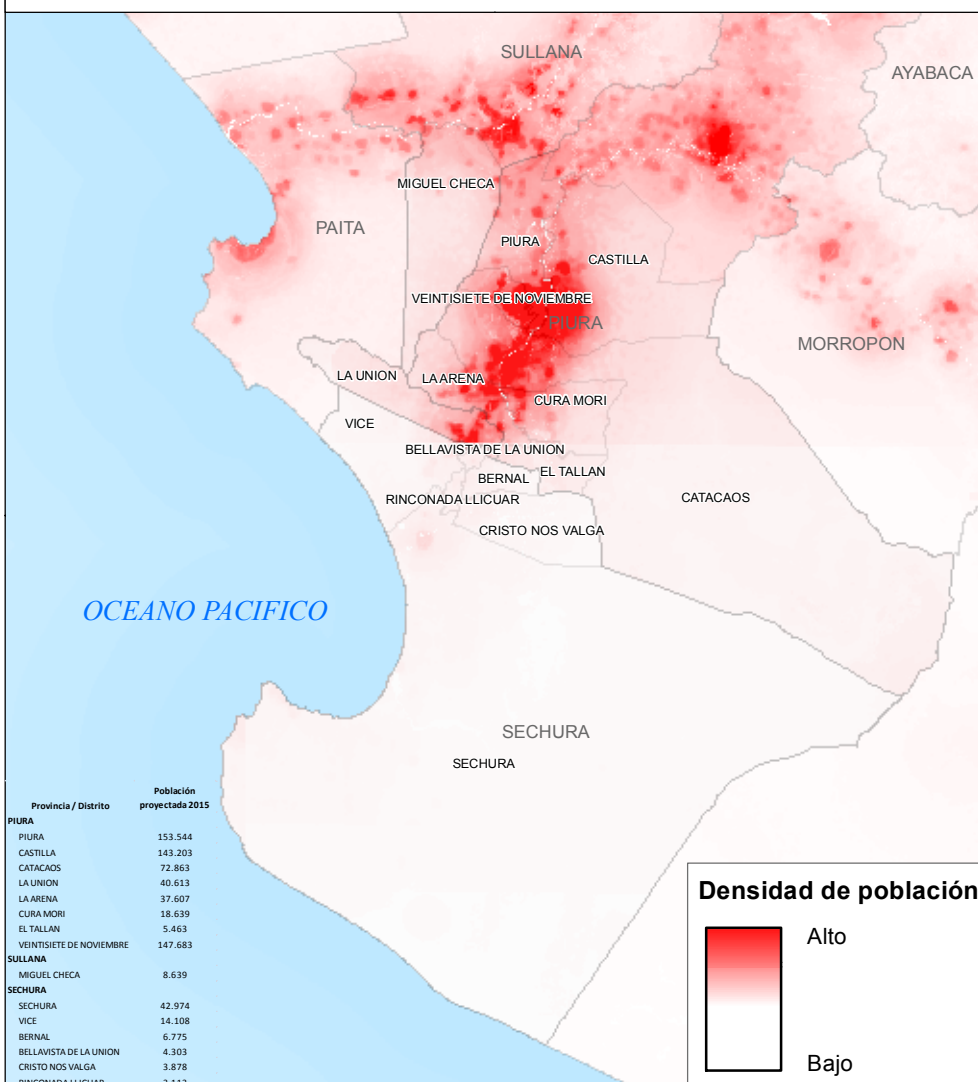 SULLANA
AYABACA
MIGUEL CHECA
PAITA
PIURA
CASTILLA
VEINTISIETE DE NOVIEMBRE
PIURA
MORROPON
LA UNION
LA ARENA
CURA MORI
VICE
BELLAVISTA DE LA UNION
EL TALLAN
BERNAL
RINCONADA LLICUAR
CATACAOS
CRISTO NOS VALGA
OCEANO PACIFICO
SECHURA
SECHURA
Provincia / Distrito Población proyectada 2015
PIURA
PIURA 153.544
CASTILLA 143.203
CATACAOS 72.863
LA UNION 40.613
LA ARENA 37.607
CURA MORI 18.639
EL TALLAN 5.463
VEINTISIETE DE NOVIEMBRE 147.683
SULLANA
MIGUEL CHECA 8.639
SECHURA
SECHURA 42.974
VICE 14.108
BERNAL 6.775
BELLAVISTA DE LA UNION 4.303
CRISTO NOS VALGA 3.878
RINCONADA LLICUAR
Densidad de población
Alto
Bajo